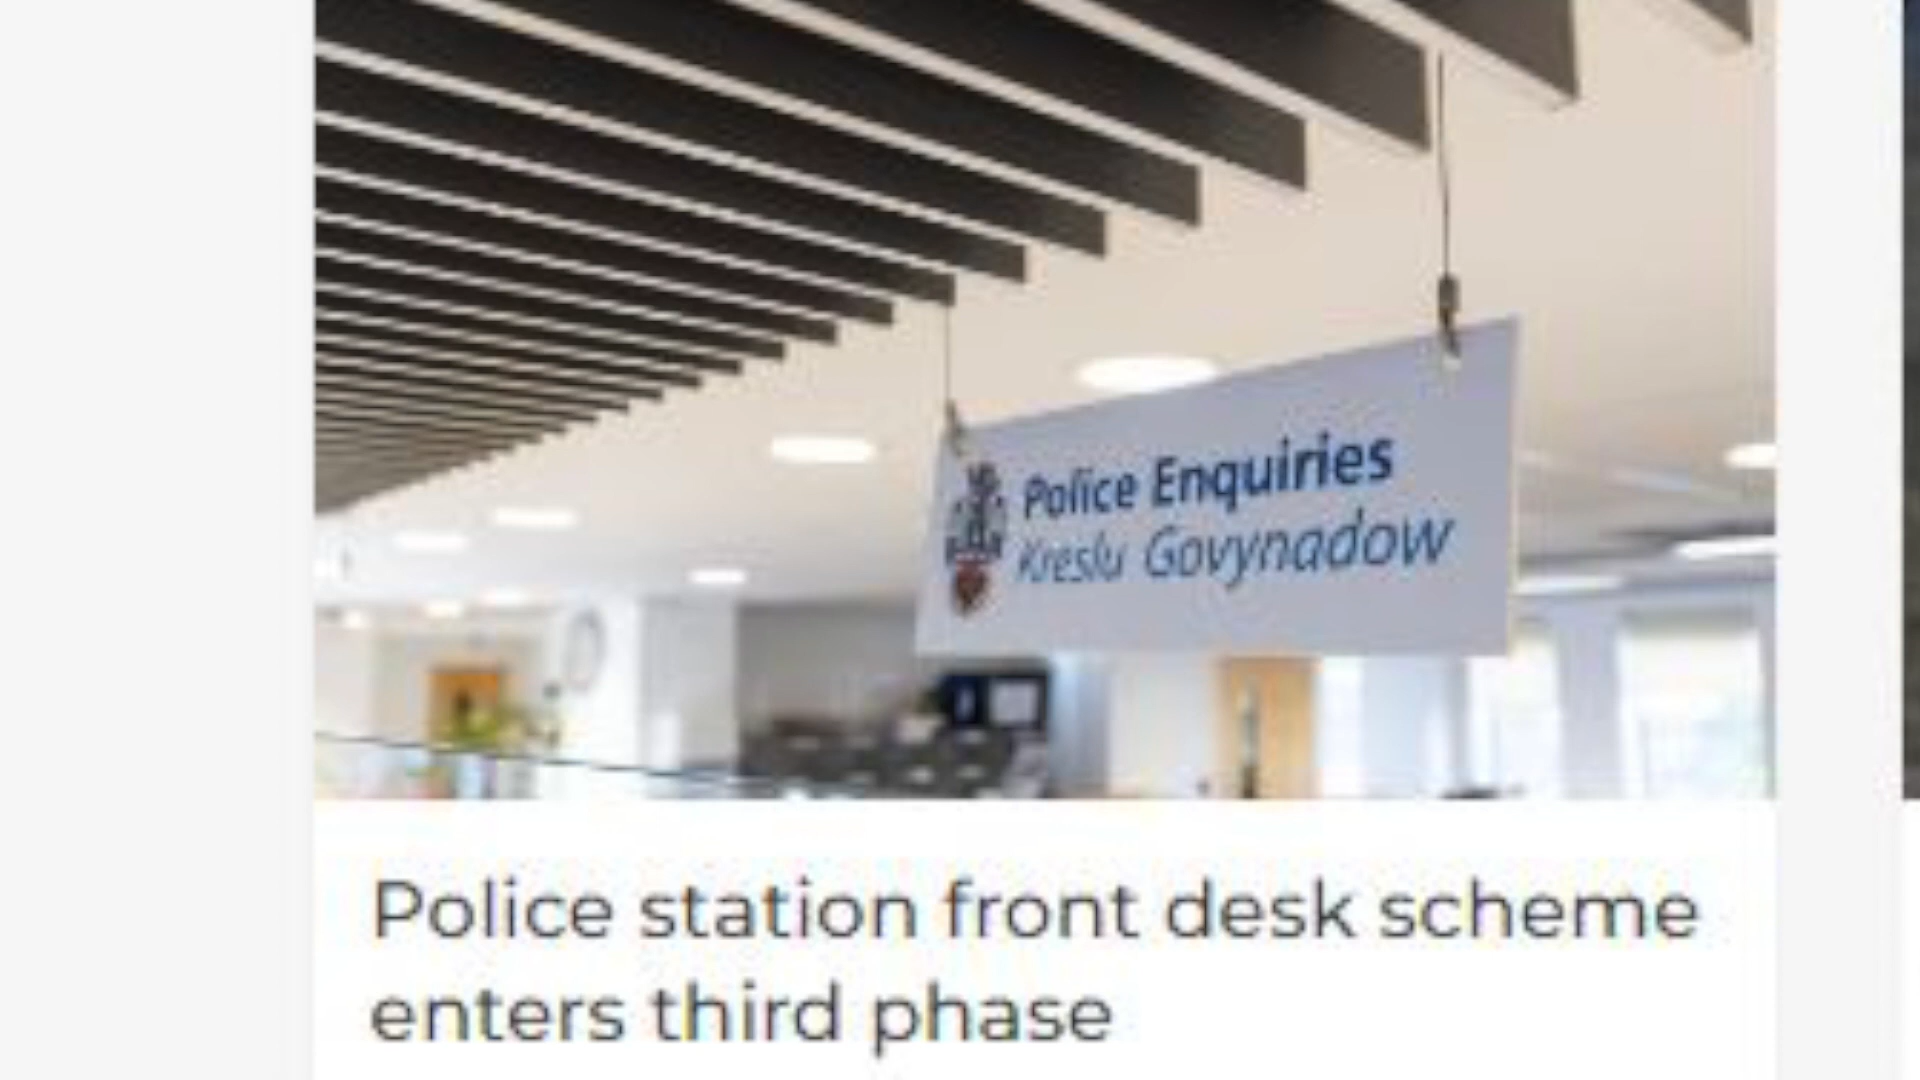 Police Enquiries
Kreslu Govynadow
Police station front desk scheme
enters third phase